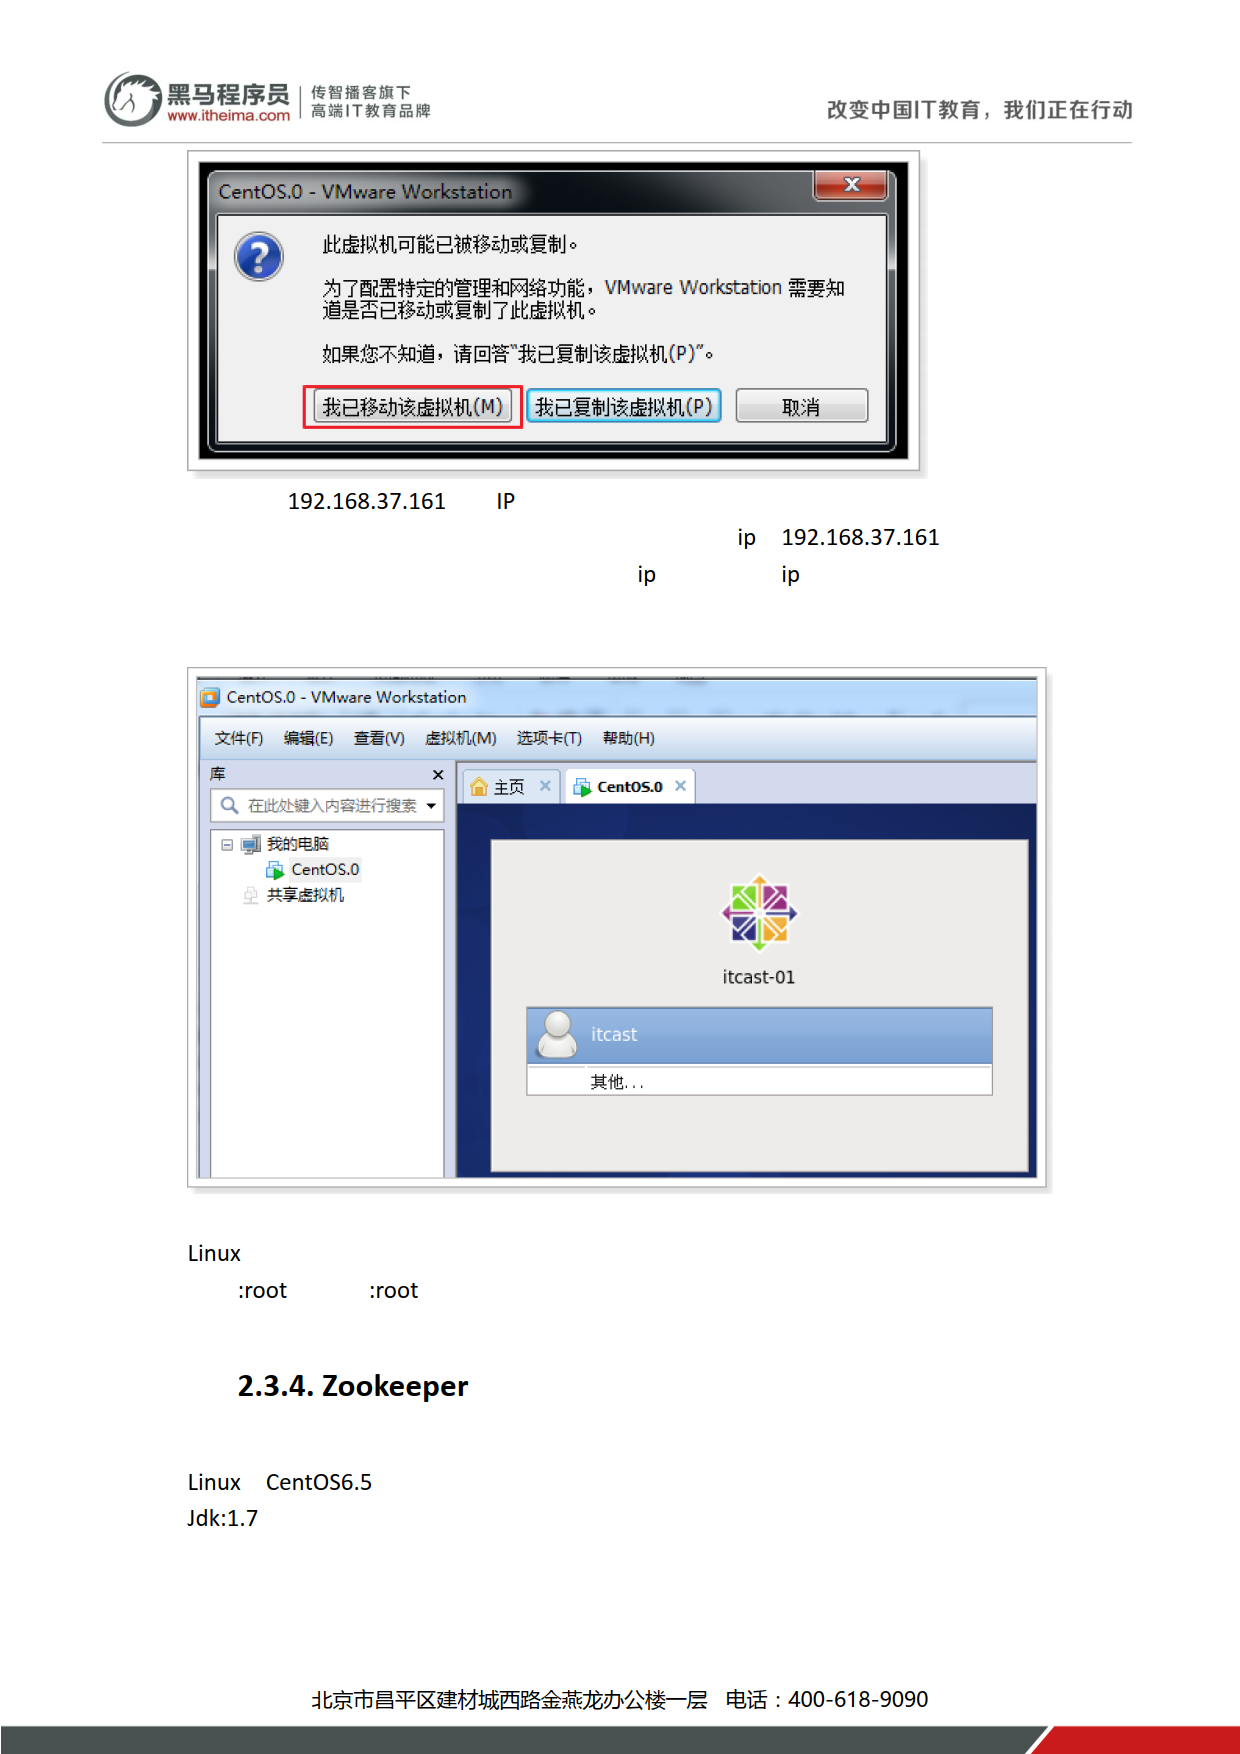 黑马程序员
www.itheima.com
传智播客旗下
高端IT教育品牌
改变中国IT教育，我们正在行动
CentOS.0 - VMware Workstation
此虚拟机可能已被移动或复制。
为了配置特定的管理和网络功能，VMware Workstation 需要知
道是否已移动或复制了此虚拟机。
如果您不知道，请回答“我已复制该虚拟机(P)”。
我已移动该虚拟机(M) 我已复制该虚拟机(P) 取消
192.168.37.161 IP
ip 192.168.37.161
ip ip
CentOS.0 - VMware Workstation
文件(F) 编辑(E) 查看(V) 虚拟机(M) 选项卡(T) 帮助(H)
库
在此处键入内容进行搜索
我的电脑
CentOS.0
共享虚拟机
主页 CentOS.0
itcast-01
itcast
其他...
Linux
:root :root
2.3.4. Zookeeper
Linux CentOS6.5
Jdk:1.7
北京市昌平区建材城西路金燕龙办公楼一层 电话：400-618-9090